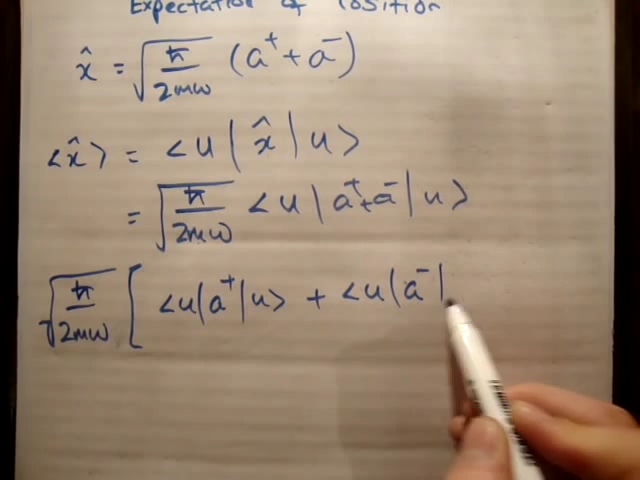 Expectation of Position
x̂ = √(ħ/2mω) (a⁺ + a⁻)
<x̂> = <u|x̂|u>
= √(ħ/2mω) <u|a⁺+a⁻|u>
√(ħ/2mω) [ <u|a⁺|u> + <u|a⁻|